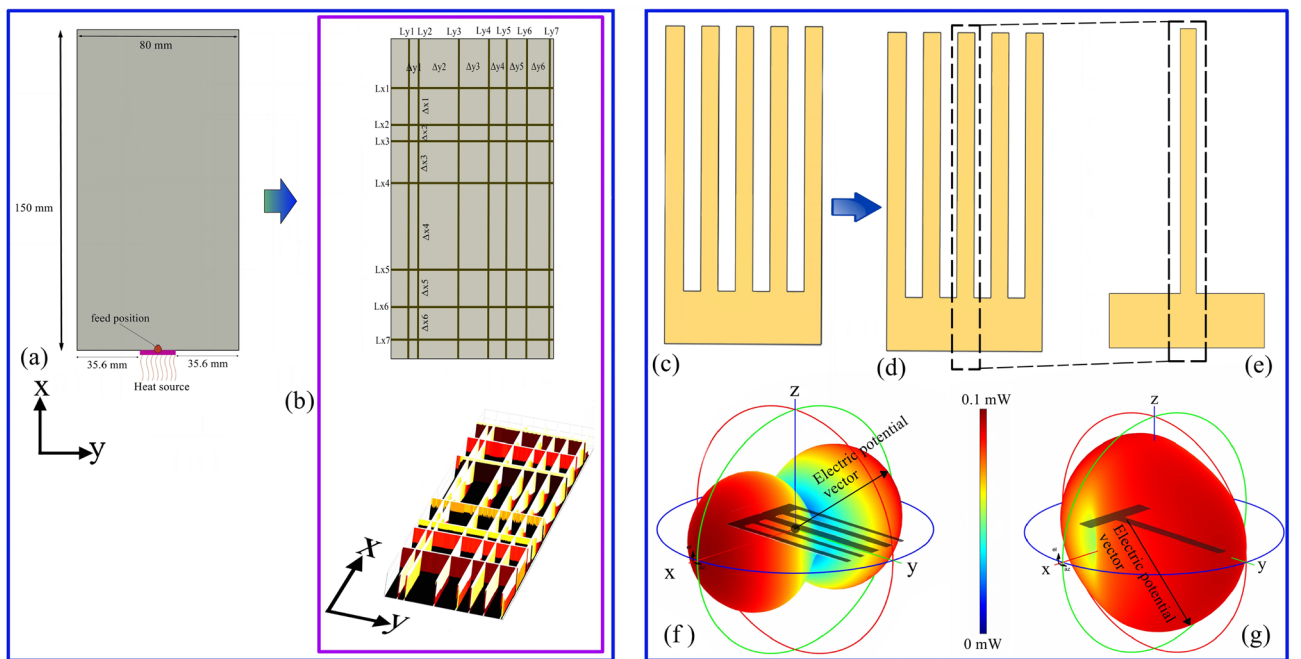 80 mm
150 mm
feed position
35.6 mm
35.6 mm
Heat source
(a)
x
y
Ly1 Ly2 Ly3 Ly4 Ly5 Ly6 Ly7
Δy1 Δy2 Δy3 Δy4 Δy5 Δy6
Lx1
Δx1
Lx2
Δx2
Lx3
Δx3
Lx4
Δx4
Lx5
Δx5
Lx6
Δx6
Lx7
(b)
x
y
(c)
(d)
(e)
z
Electric potential
vector
x
y
(f)
0.1 mW
0 mW
z
Electric potential
vector
x
y
(g)